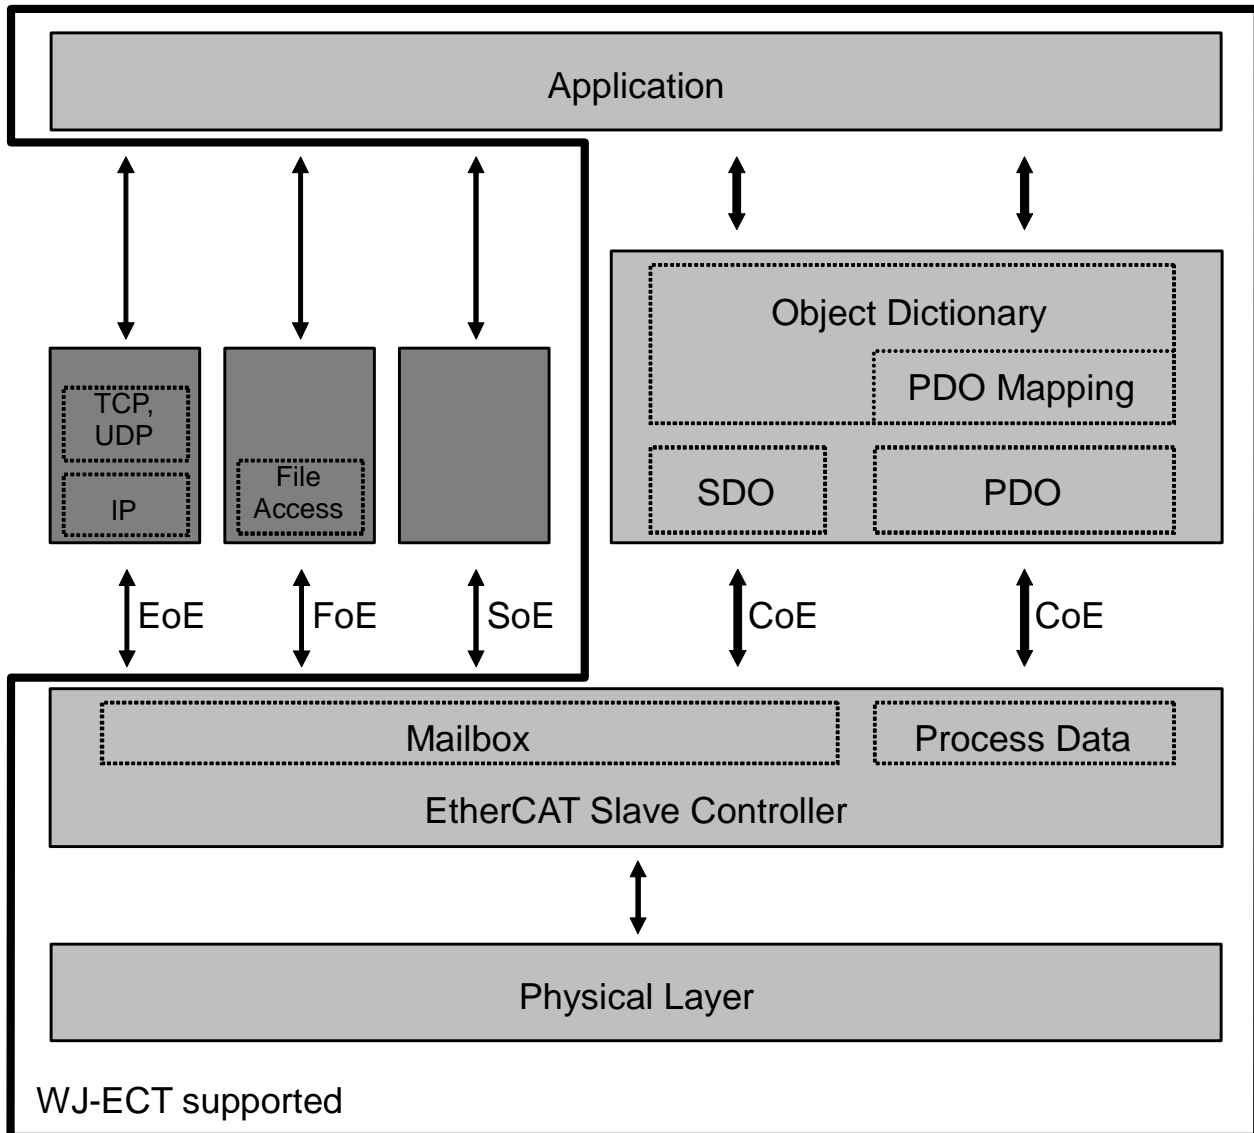 Application
Object Dictionary
PDO Mapping
TCP,
UDP
IP
File
Access
SDO
PDO
EoE
FoE
SoE
CoE
CoE
Mailbox
Process Data
EtherCAT Slave Controller
Physical Layer
WJ-ECT supported